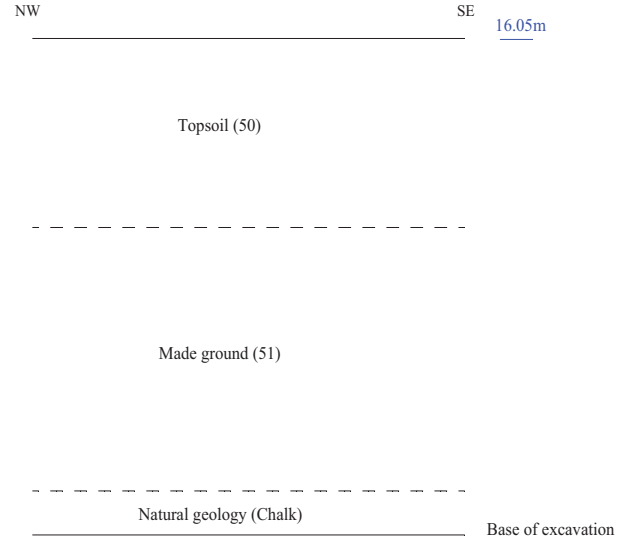 NW
SE
16.05m
Topsoil (50)
Made ground (51)
Natural geology (Chalk)
Base of excavation